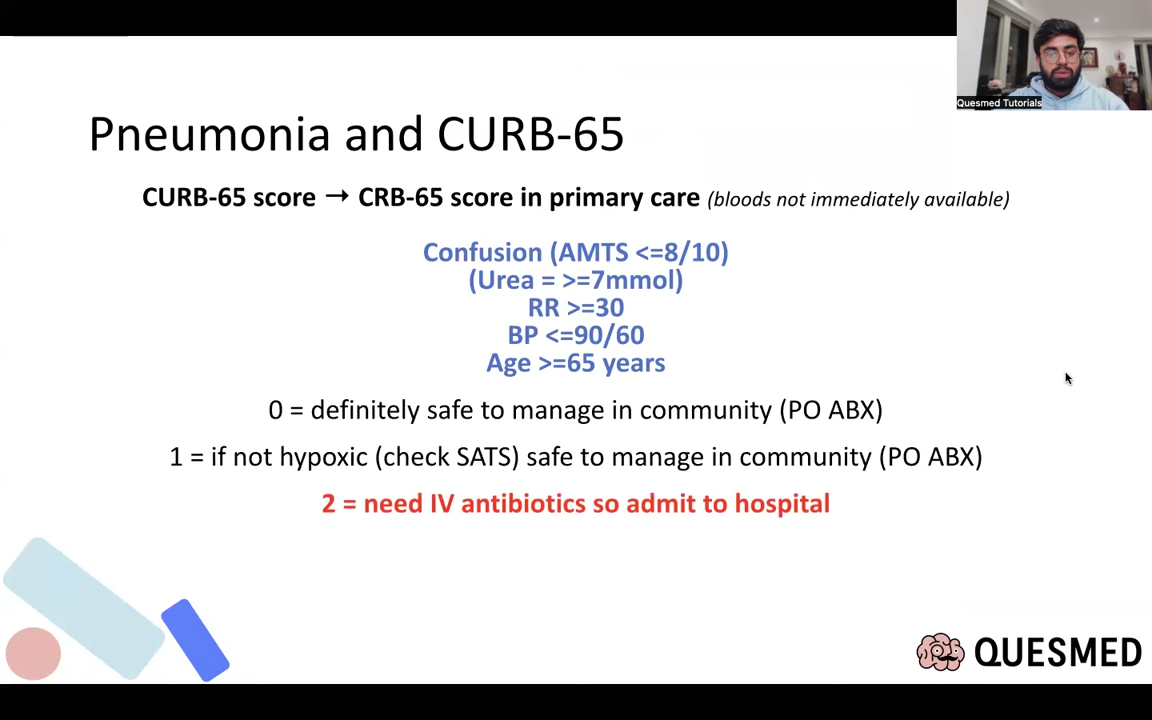 Quesmed Tutorials
Pneumonia and CURB-65
CURB-65 score → CRB-65 score in primary care (bloods not immediately available)
Confusion (AMTS <=8/10)
(Urea = >=7mmol)
RR >=30
BP <=90/60
Age >=65 years
0 = definitely safe to manage in community (PO ABX)
1 = if not hypoxic (check SATS) safe to manage in community (PO ABX)
2 = need IV antibiotics so admit to hospital
QUESMED